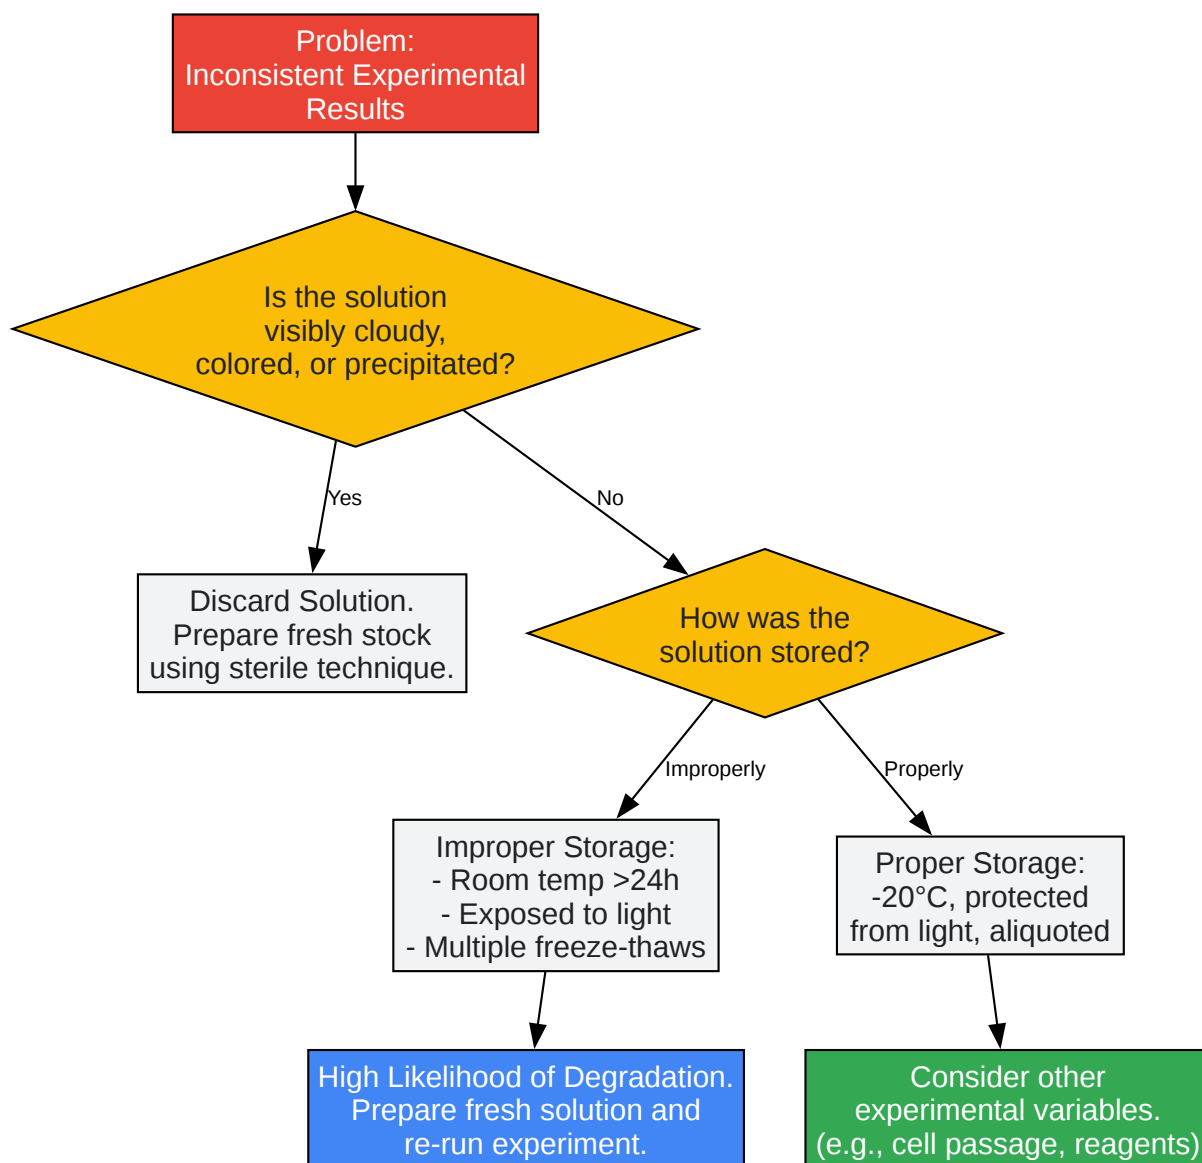 Problem:
Inconsistent Experimental
Results
Is the solution
visibly cloudy,
colored, or precipitated?
Yes
No
Discard Solution.
Prepare fresh stock
using sterile technique.
How was the
solution stored?
Improperly
Properly
Improper Storage:
- Room temp >24h
- Exposed to light
- Multiple freeze-thaws
Proper Storage:
-20°C, protected
from light, aliquoted
High Likelihood of Degradation.
Prepare fresh solution and
re-run experiment.
Consider other
experimental variables.
(e.g., cell passage, reagents)